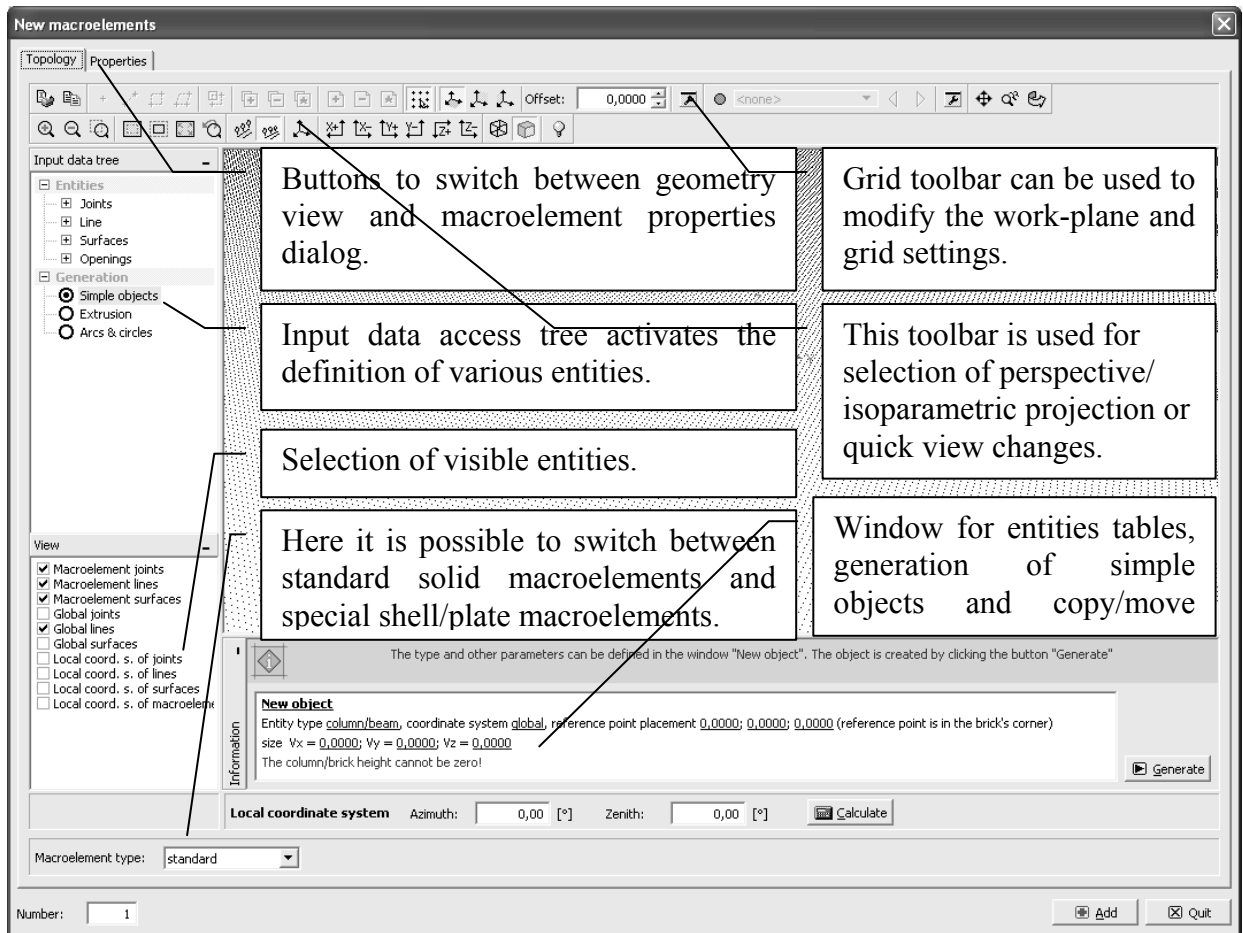 New macroelements
Topology Properties
Offset: 0,0000 <none>
Input data tree
Entities
Joints
Line
Surfaces
Openings
Generation
Simple objects
Extrusion
Arcs & circles
Buttons to switch between geometry
view and macroelement properties
dialog.
Grid toolbar can be used to
modify the work-plane and
grid settings.
Input data access tree activates the
definition of various entities.
This toolbar is used for
selection of perspective/
isoparametric projection or
quick view changes.
Selection of visible entities.
Here it is possible to switch between
standard solid macroelements and
special shell/plate macroelements.
Window for entities tables,
generation of simple
objects and copy/move
View
Macroelement joints
Macroelement lines
Macroelement surfaces
Global joints
Global lines
Global surfaces
Local coord. s. of joints
Local coord. s. of lines
Local coord. s. of surfaces
Local coord. s. of macroeleme
The type and other parameters can be defined in the window "New object". The object is created by clicking the button "Generate"
Information
New object
Entity type column/beam, coordinate system global, reference point placement 0,0000; 0,0000; 0,0000 (reference point is in the brick's corner)
size Vx = 0,0000; Vy = 0,0000; Vz = 0,0000
The column/brick height cannot be zero!
Generate
Local coordinate system Azimuth: 0,00 [°] Zenith: 0,00 [°] Calculate
Macroelement type: standard
Number: 1 Add Quit